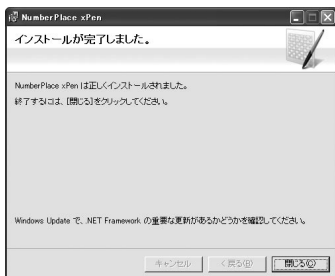 NumberPlace xPen
インストールが完了しました。
NumberPlace xPen は正しくインストールされました。
終了するには、[閉じる]をクリックしてください。
Windows Update で、.NET Framework の重要な更新があるかどうかを確認してください。
キャンセル
< 戻る(B)
閉じる(C)